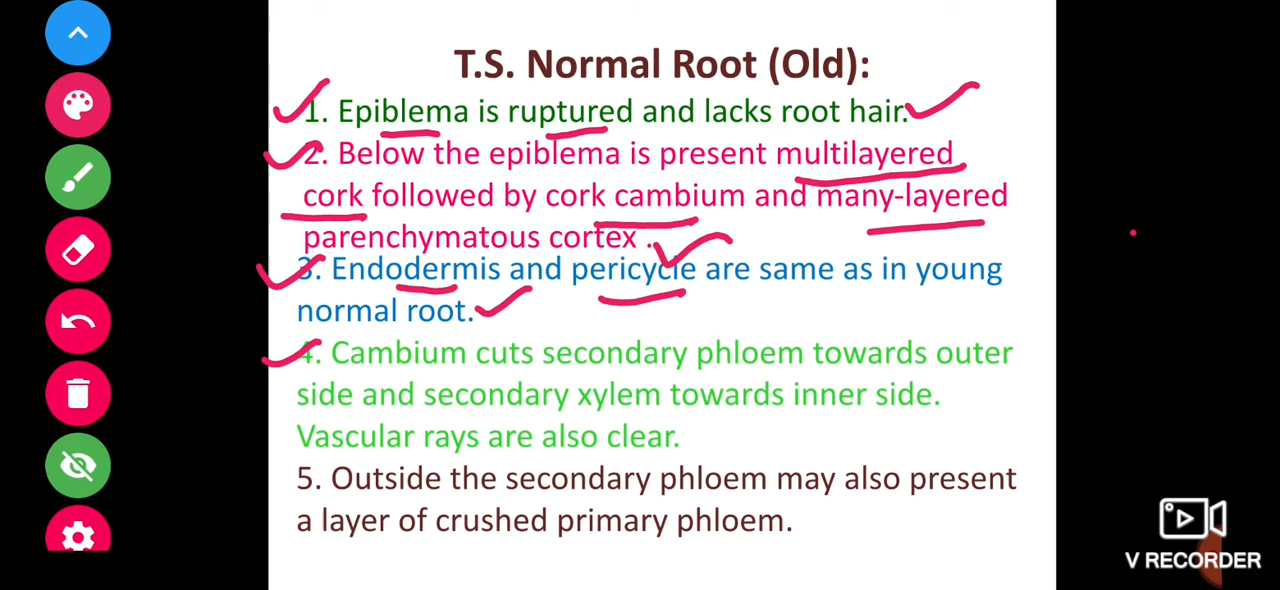 T.S. Normal Root (Old):
1. Epiblema is ruptured and lacks root hair.
2. Below the epiblema is present multilayered
cork followed by cork cambium and many-layered
parenchymatous cortex .
3. Endodermis and pericycle are same as in young
normal root.
4. Cambium cuts secondary phloem towards outer
side and secondary xylem towards inner side.
Vascular rays are also clear.
5. Outside the secondary phloem may also present
a layer of crushed primary phloem.
V RECORDER